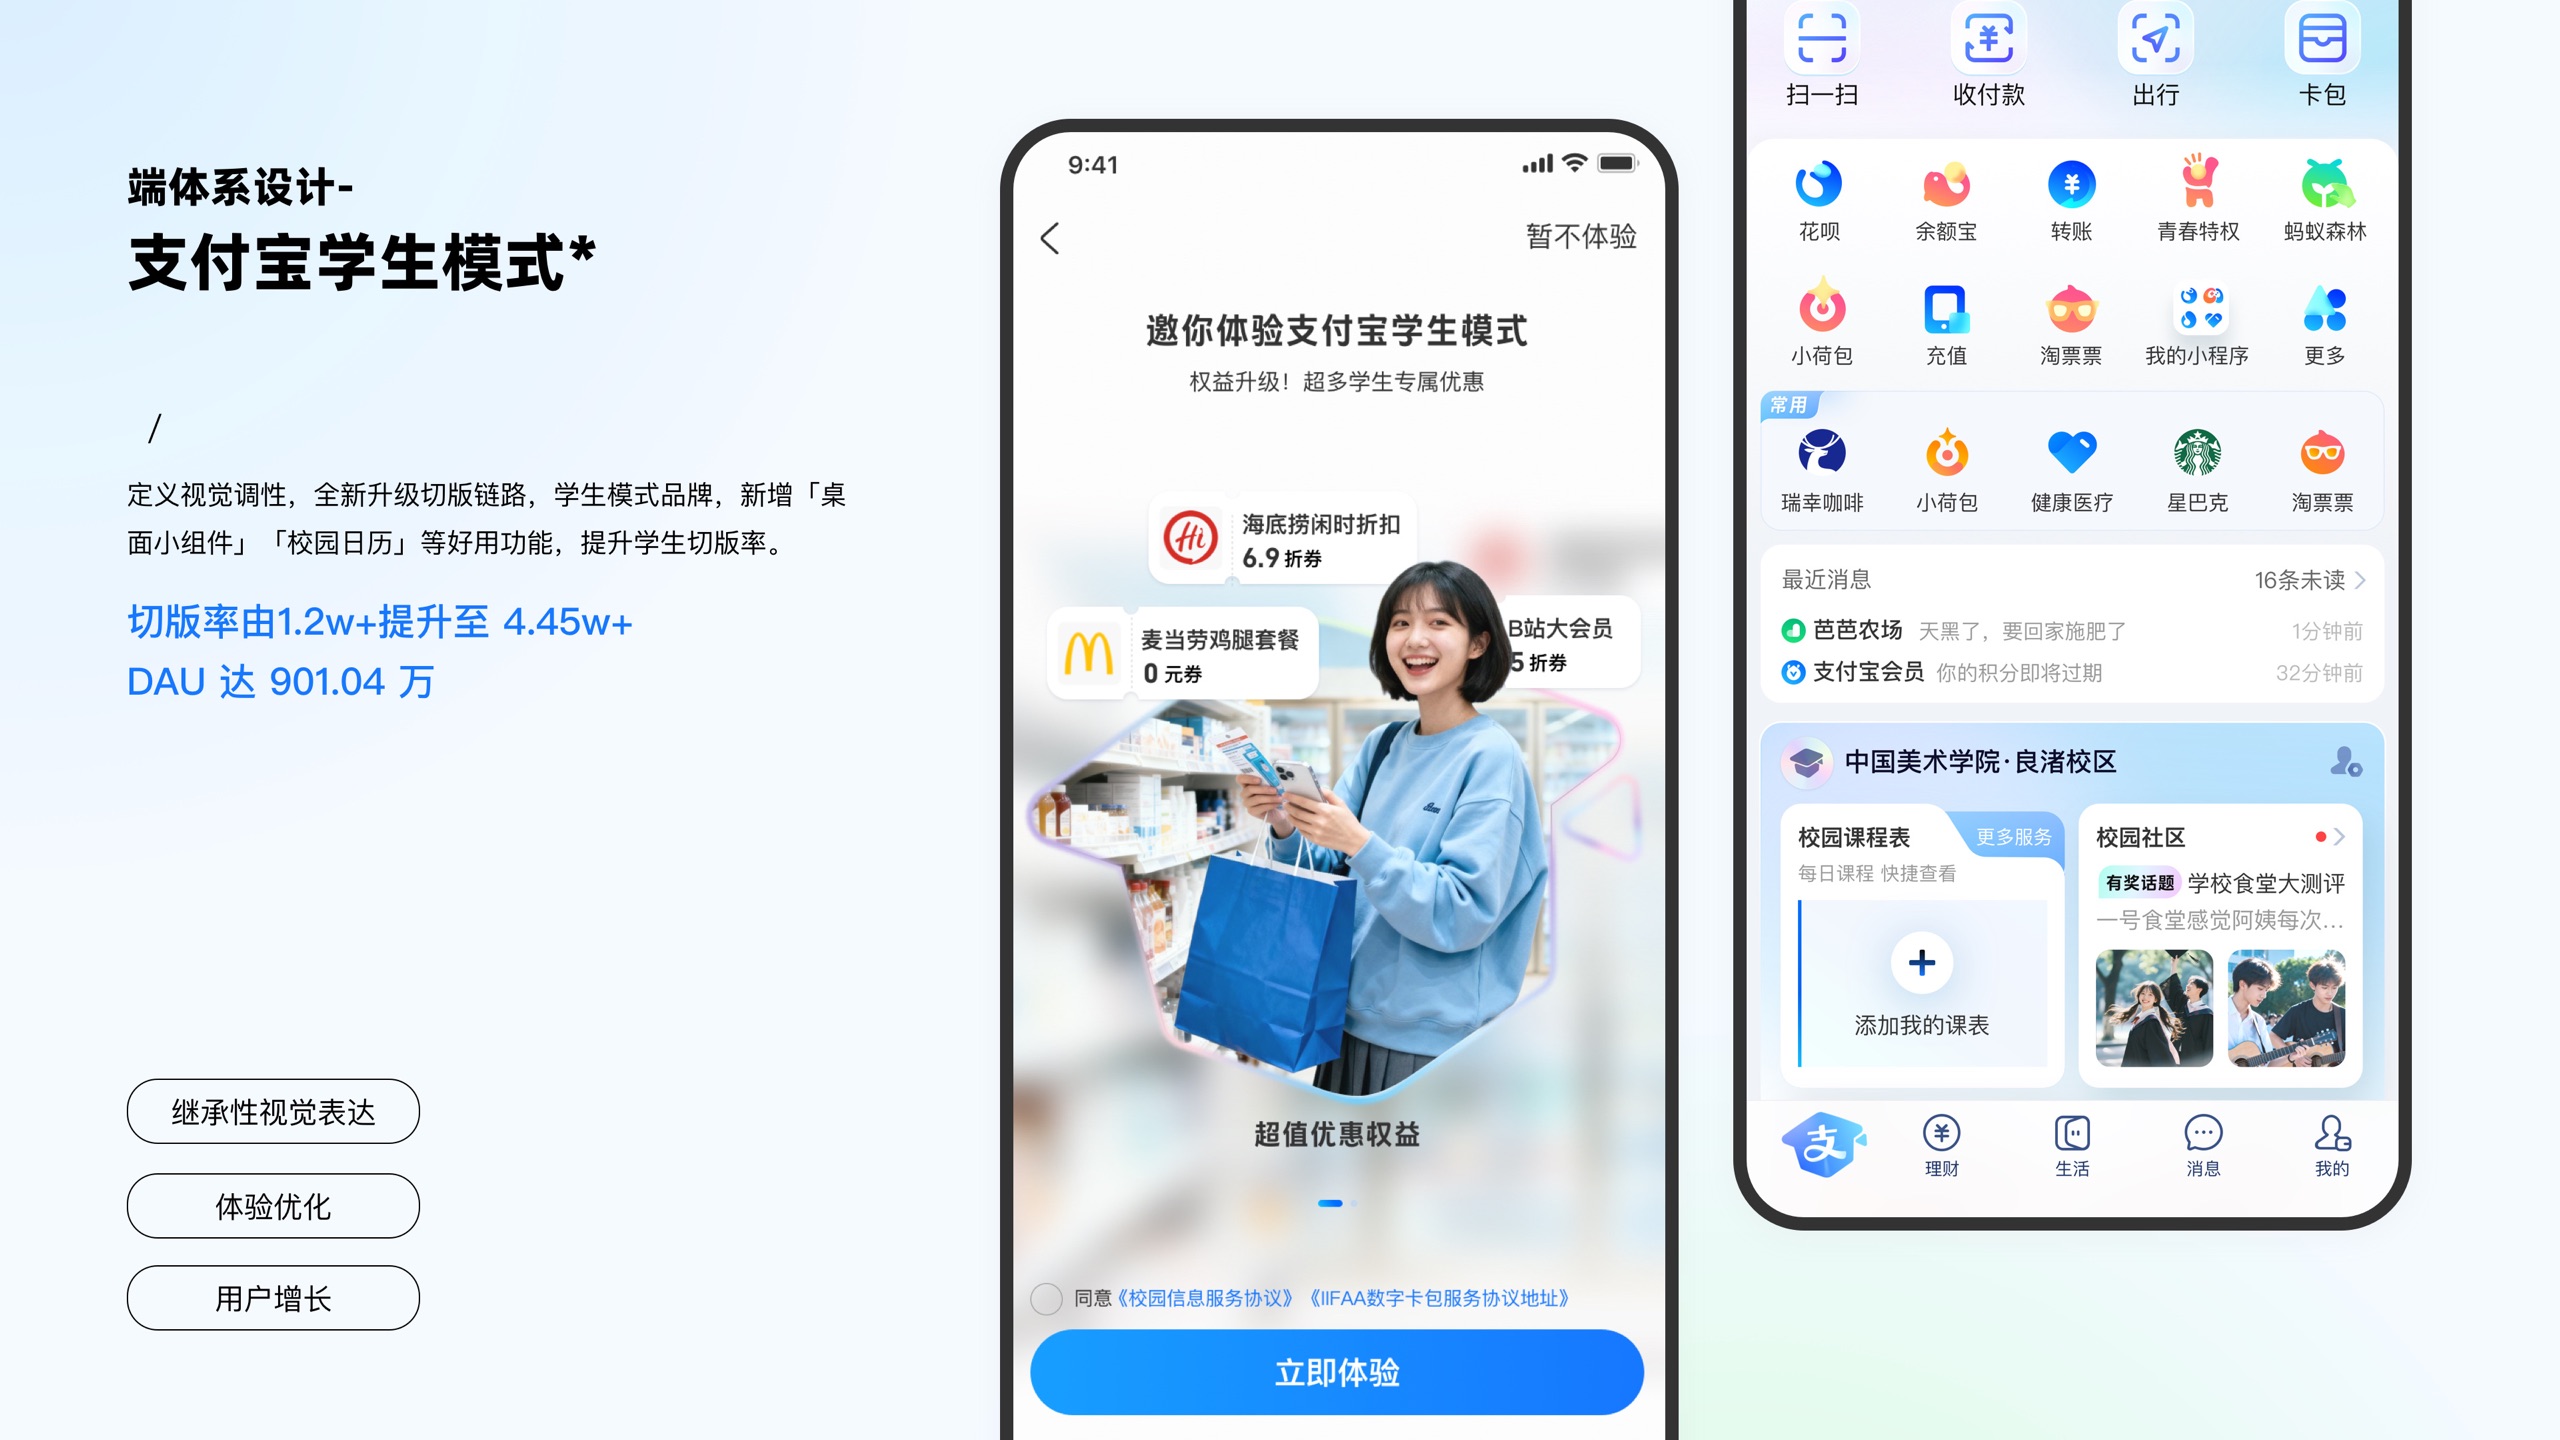 端体系设计-
支付宝学生模式*
/
定义视觉调性，全新升级切版链路，学生模式品牌，新增「桌
面小组件」「校园日历」等好用功能，提升学生切版率。
切版率由1.2w+提升至 4.45w+
DAU 达 901.04 万
继承性视觉表达
体验优化
用户增长
9:41
暂不体验
邀你体验支付宝学生模式
权益升级！超多学生专属优惠
Hi
海底捞闲时折扣
6.9 折券
麦当劳鸡腿套餐
0 元券
B站大会员
5 折券
超值优惠权益
同意《校园信息服务协议》《IIFAA数字卡包服务协议地址》
立即体验
扫一扫 收付款 出行 卡包
花呗 余额宝 转账 青春特权 蚂蚁森林
小荷包 充值 淘票票 我的小程序 更多
常用
瑞幸咖啡 小荷包 健康医疗 星巴克 淘票票
最近消息 16条未读
芭芭农场 天黑了，要回家施肥了 1分钟前
支付宝会员 你的积分即将过期 32分钟前
中国美术学院·良渚校区
校园课程表 更多服务
每日课程 快捷查看
添加我的课表
校园社区
有奖话题 学校食堂大测评
一号食堂感觉阿姨每次...
支 理财 生活 消息 我的